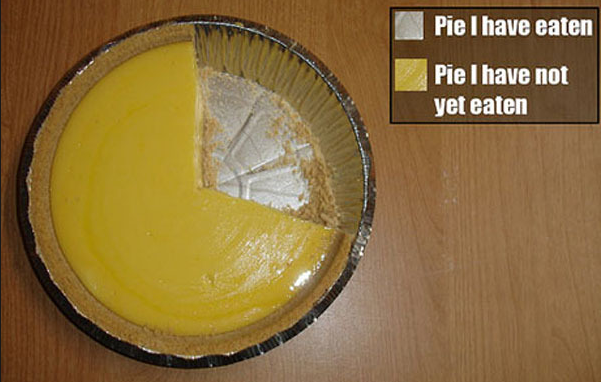 Pie I have eaten
Pie I have not
yet eaten